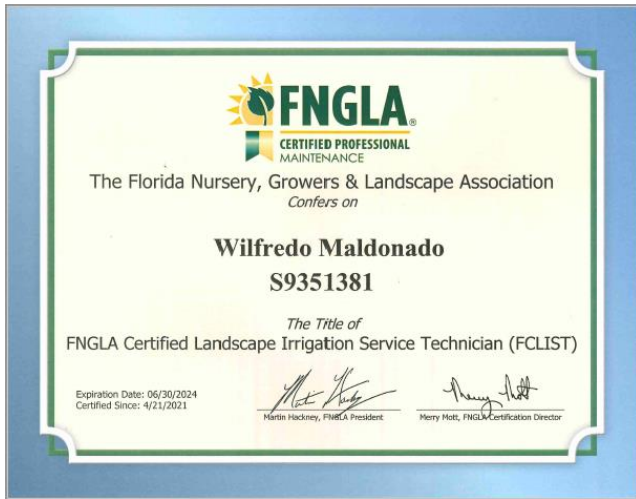 FNGLA®
CERTIFIED PROFESSIONAL
MAINTENANCE
The Florida Nursery, Growers & Landscape Association
Confers on
Wilfredo Maldonado
S9351381
The Title of
FNGLA Certified Landscape Irrigation Service Technician (FCLIST)
Expiration Date: 06/30/2024
Certified Since: 4/21/2021
Martin Hackney, FNGLA President
Merry Mott, FNGLA Certification Director